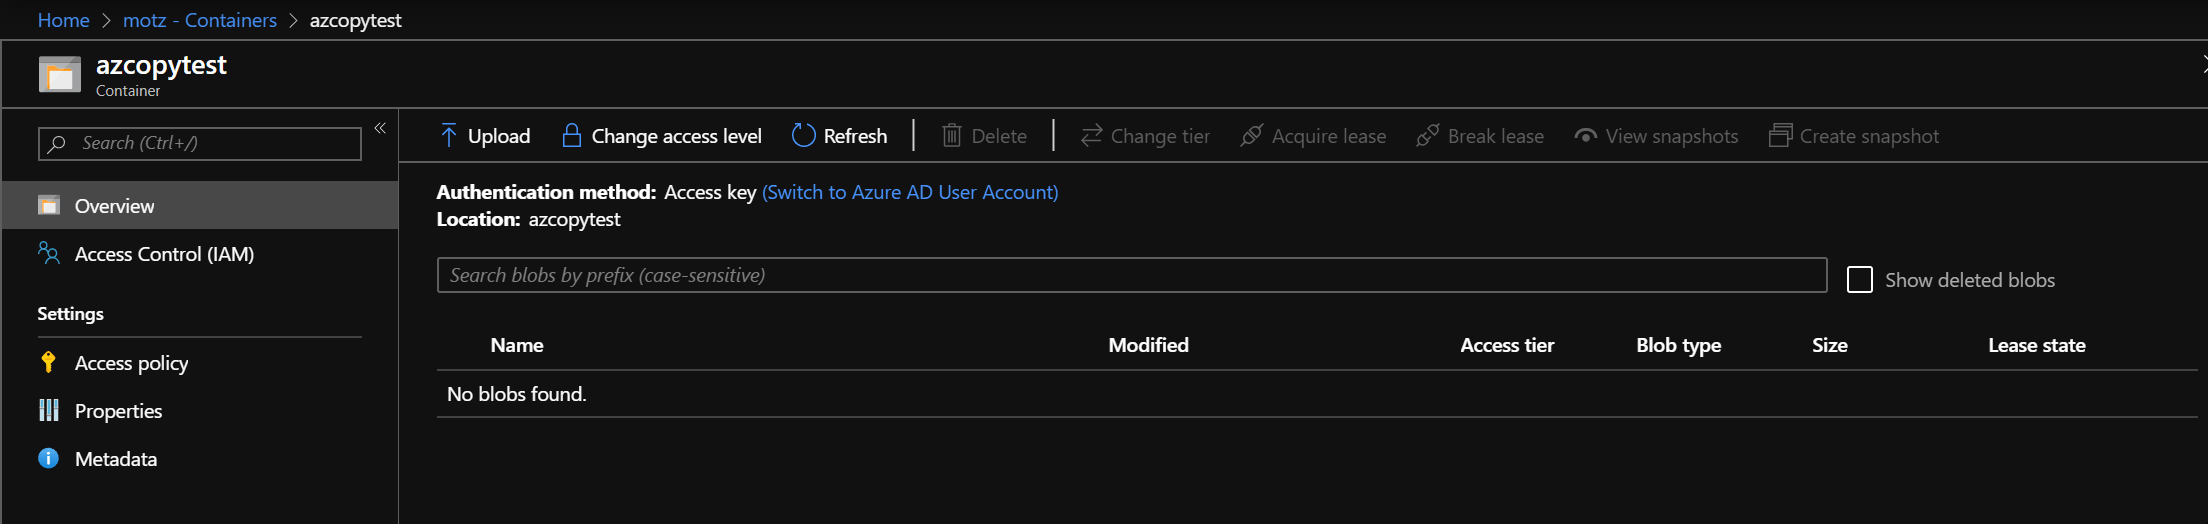 Home > motz - Containers > azcopytest
azcopytest
Container
Search (Ctrl+/)
«
Overview
Access Control (IAM)
Settings
Access policy
Properties
Metadata
Upload Change access level Refresh Delete Change tier Acquire lease Break lease View snapshots Create snapshot
Authentication method: Access key (Switch to Azure AD User Account)
Location: azcopytest
Search blobs by prefix (case-sensitive)
Show deleted blobs
Name Modified Access tier Blob type Size Lease state
No blobs found.